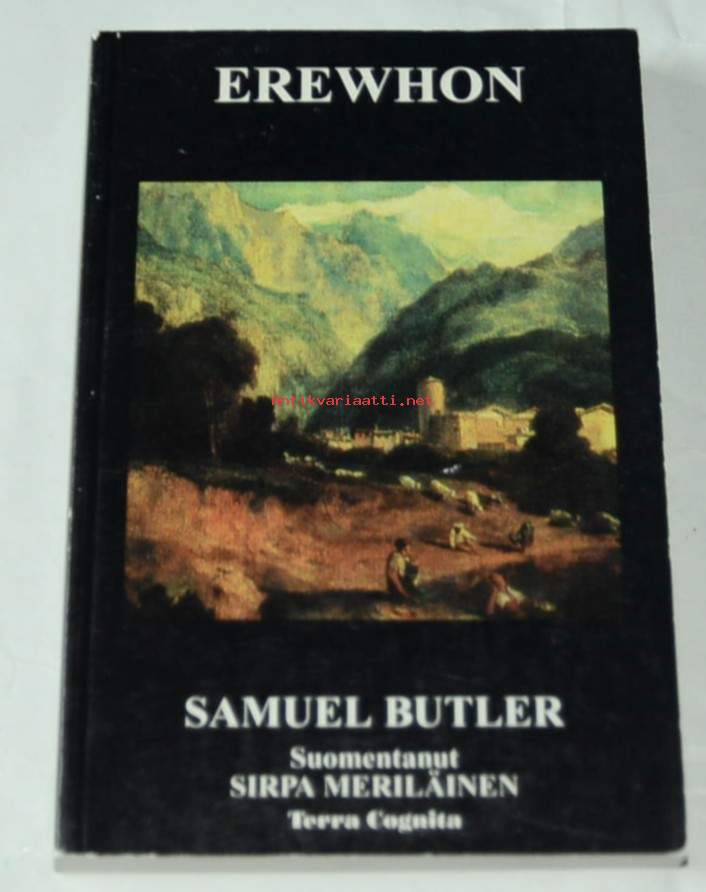 EREWHON
Antikvariaatti.net
SAMUEL BUTLER
Suomentanut
SIRPA MERILÄINEN
Terra Cognita